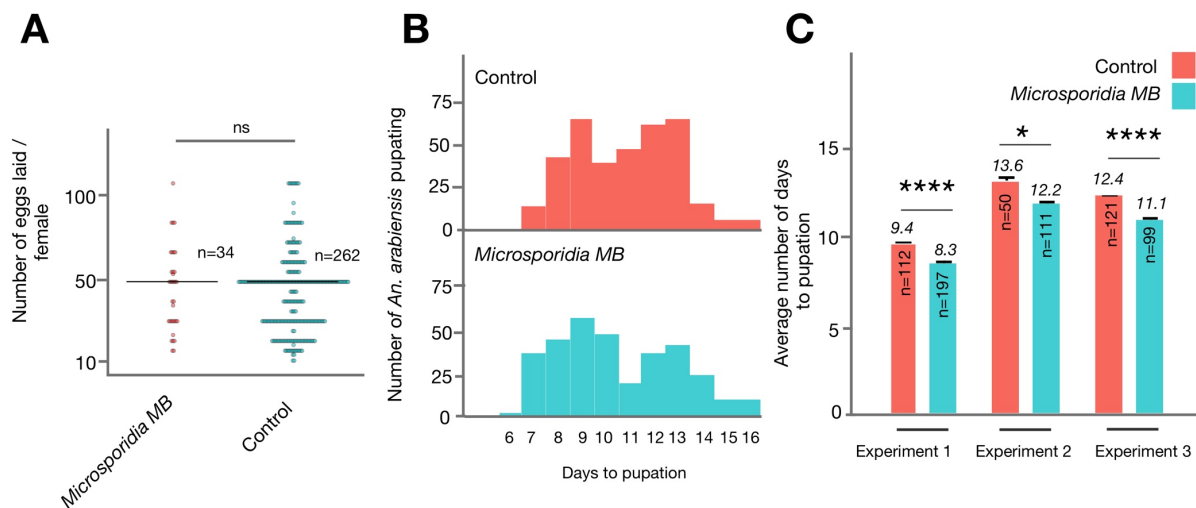 A
Number of eggs laid /
female
100
50
10
ns
n=34
n=262
Microsporidia MB
Control
B
Number of An. arabiensis pupating
Control
75
50
25
0
Microsporidia MB
75
50
25
0
6 7 8 9 10 11 12 13 14 15 16
Days to pupation
C
Control
Microsporidia MB
Average number of days
to pupation
15
10
5
0
****
9.4
8.3
n=112
n=197
*
13.6
12.2
n=50
n=111
****
12.4
11.1
n=121
n=99
Experiment 1
Experiment 2
Experiment 3